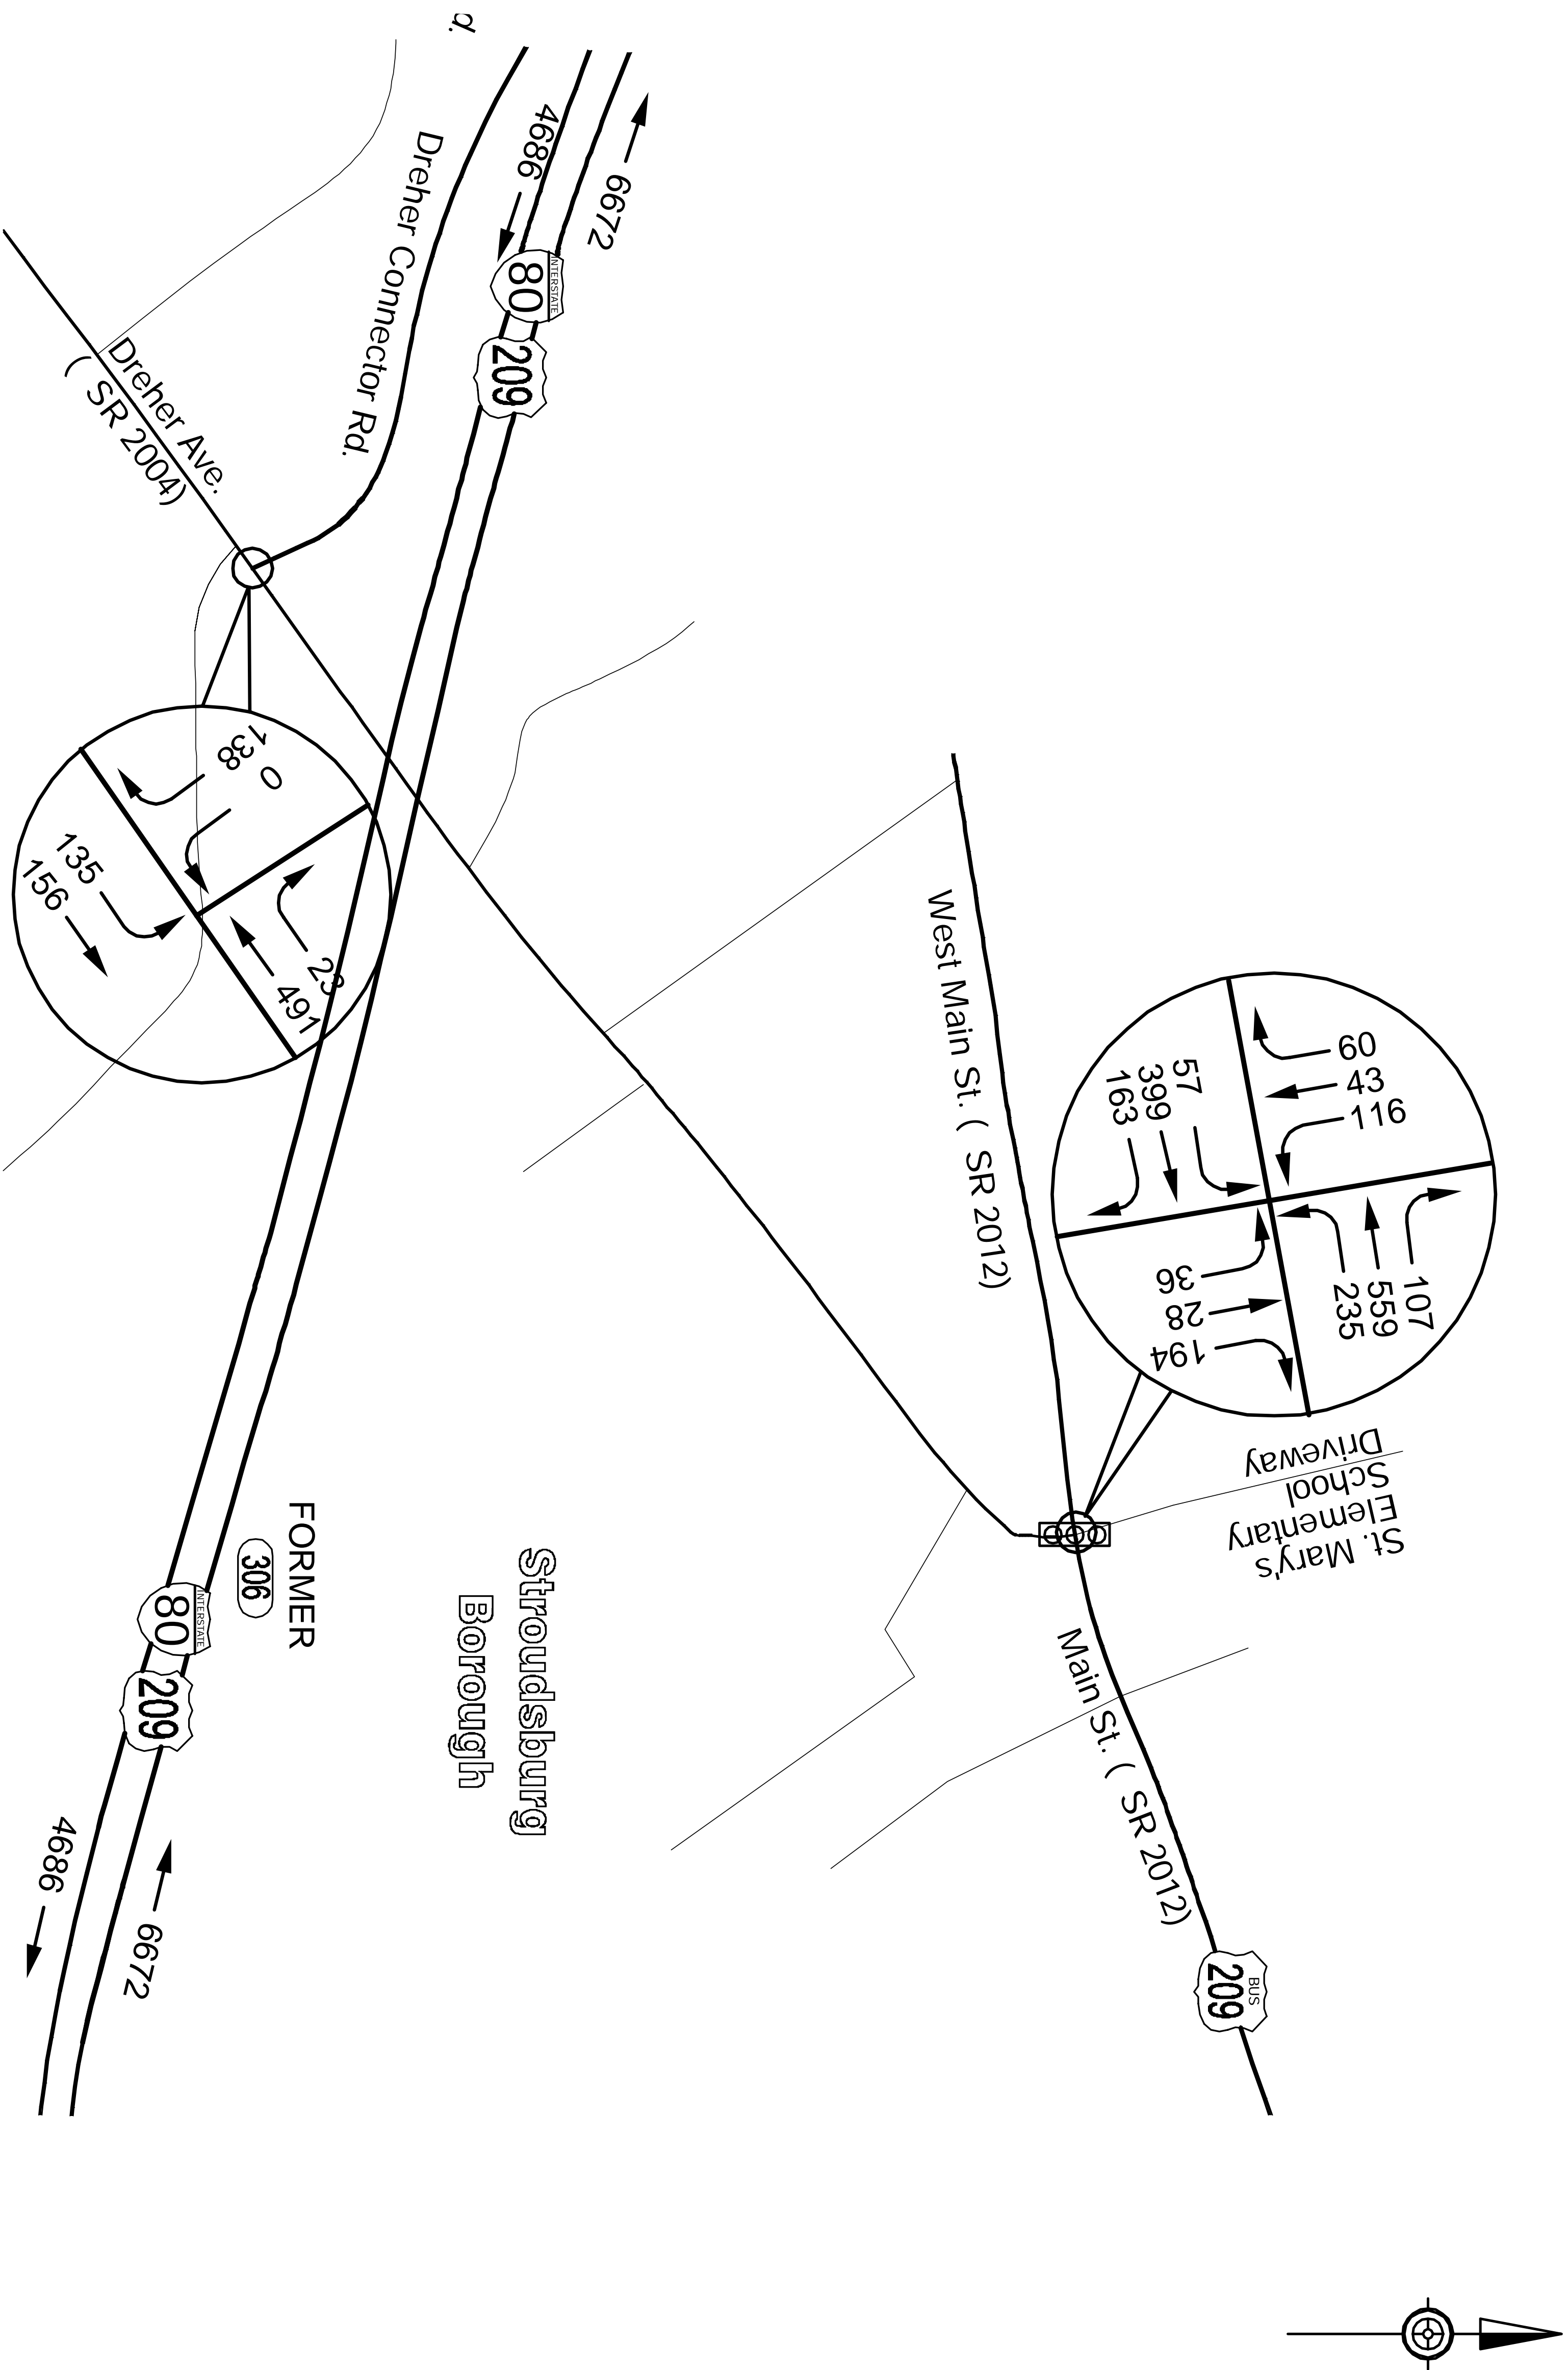 d.
Dreher Connector Rd.
4686
6672
INTERSTATE
80
209
Dreher Ave.
( SR 2004)
138
0
135
156
23
491
West Main St. ( SR 2012)
60
43
116
57
399
163
36
28
194
107
559
235
St. Mary's
Elementary
School
Driveway
FORMER
306
Stroudsburg
Borough
INTERSTATE
80
209
4686
6672
Main St. ( SR 2012)
BUS
209